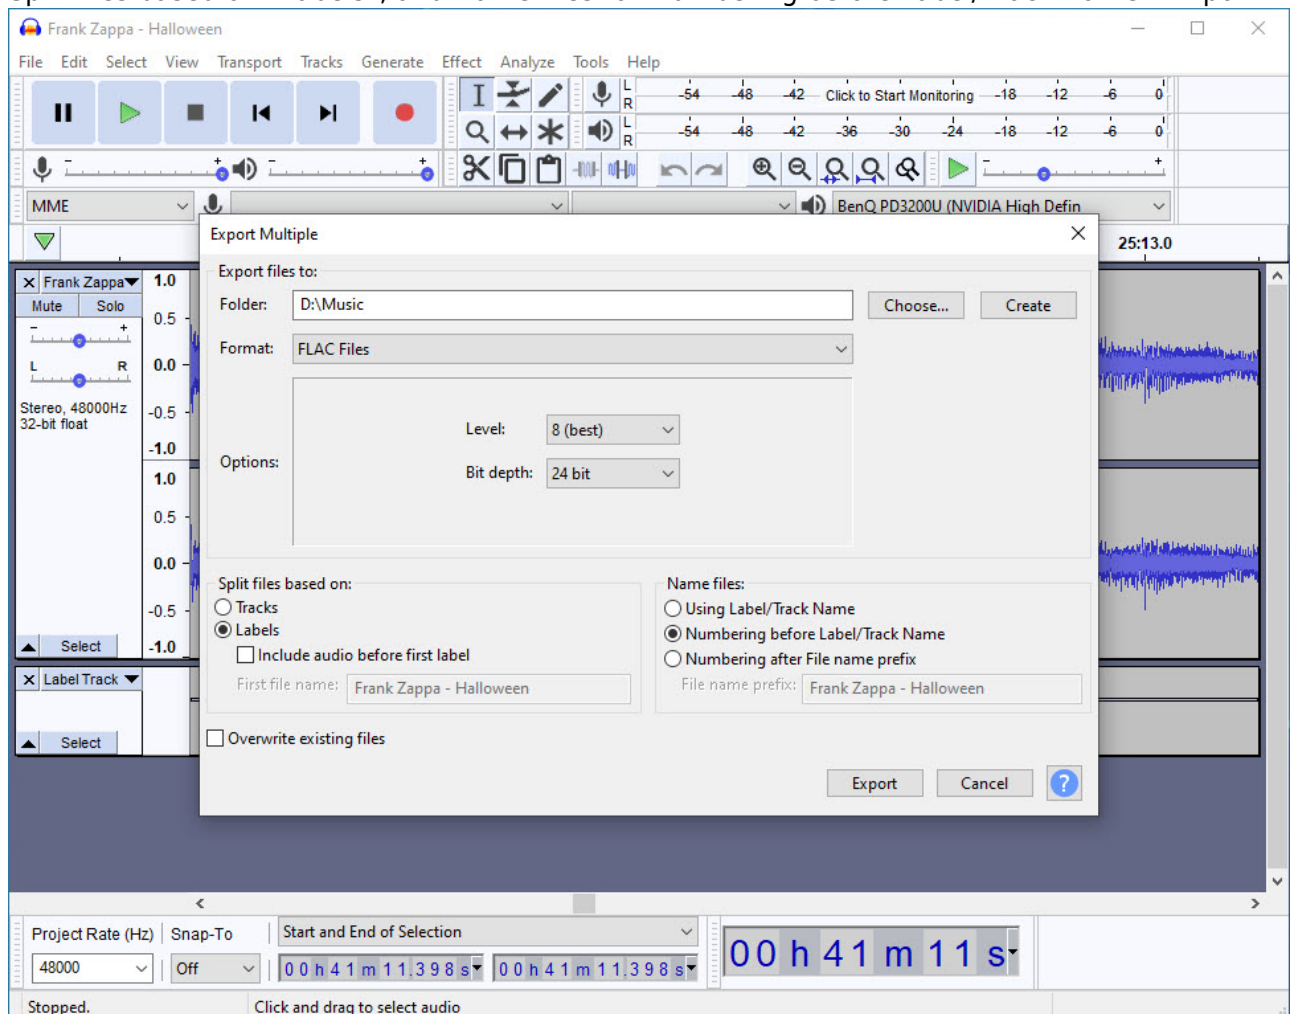 Frank Zappa - Halloween
File Edit Select View Transport Tracks Generate Effect Analyze Tools Help
L R -54 -48 -42 Click to Start Monitoring -18 -12 -6 0
L R -54 -48 -42 -36 -30 -24 -18 -12 -6 0
MME BenQ PD3200U (NVIDIA High Defin
25:13.0
Export Multiple
Export files to:
Folder: D:\Music Choose... Create
Format: FLAC Files
Options:
Level: 8 (best)
Bit depth: 24 bit
Split files based on:
Tracks
Labels
Include audio before first label
First file name: Frank Zappa - Halloween
Name files:
Using Label/Track Name
Numbering before Label/Track Name
Numbering after File name prefix
File name prefix: Frank Zappa - Halloween
Overwrite existing files
Export Cancel ?
Frank Zappa
Mute Solo
- +
L R
Stereo, 48000Hz
32-bit float
Select
1.0
0.5
0.0
-0.5
-1.0
1.0
0.5
0.0
-0.5
-1.0
Label Track
Select
Project Rate (Hz) Snap-To Start and End of Selection
48000 Off 00 h 41 m 11.398 s 00 h 41 m 11.398 s 00 h 41 m 11 s
Stopped. Click and drag to select audio